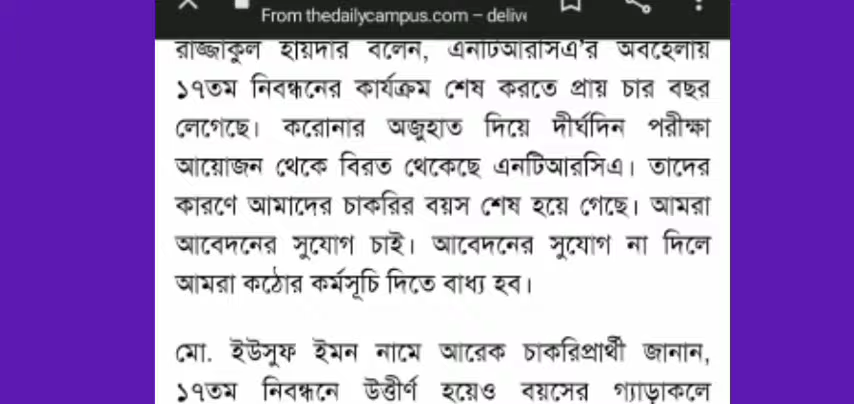 From thedailycampus.com – delive
রাজ্জাকুল হায়দার বলেন, এনটিআরসিএ'র অবহেলায়
১৭তম নিবন্ধনের কার্যক্রম শেষ করতে প্রায় চার বছর
লেগেছে। করোনার অজুহাত দিয়ে দীর্ঘদিন পরীক্ষা
আয়োজন থেকে বিরত থেকেছে এনটিআরসিএ। তাদের
কারণে আমাদের চাকরির বয়স শেষ হয়ে গেছে। আমরা
আবেদনের সুযোগ চাই। আবেদনের সুযোগ না দিলে
আমরা কঠোর কর্মসূচি দিতে বাধ্য হব।
মো. ইউসুফ ইমন নামে আরেক চাকরিপ্রার্থী জানান,
১৭তম নিবন্ধনে উত্তীর্ণ হয়েও বয়সের গ্যাড়াকলে